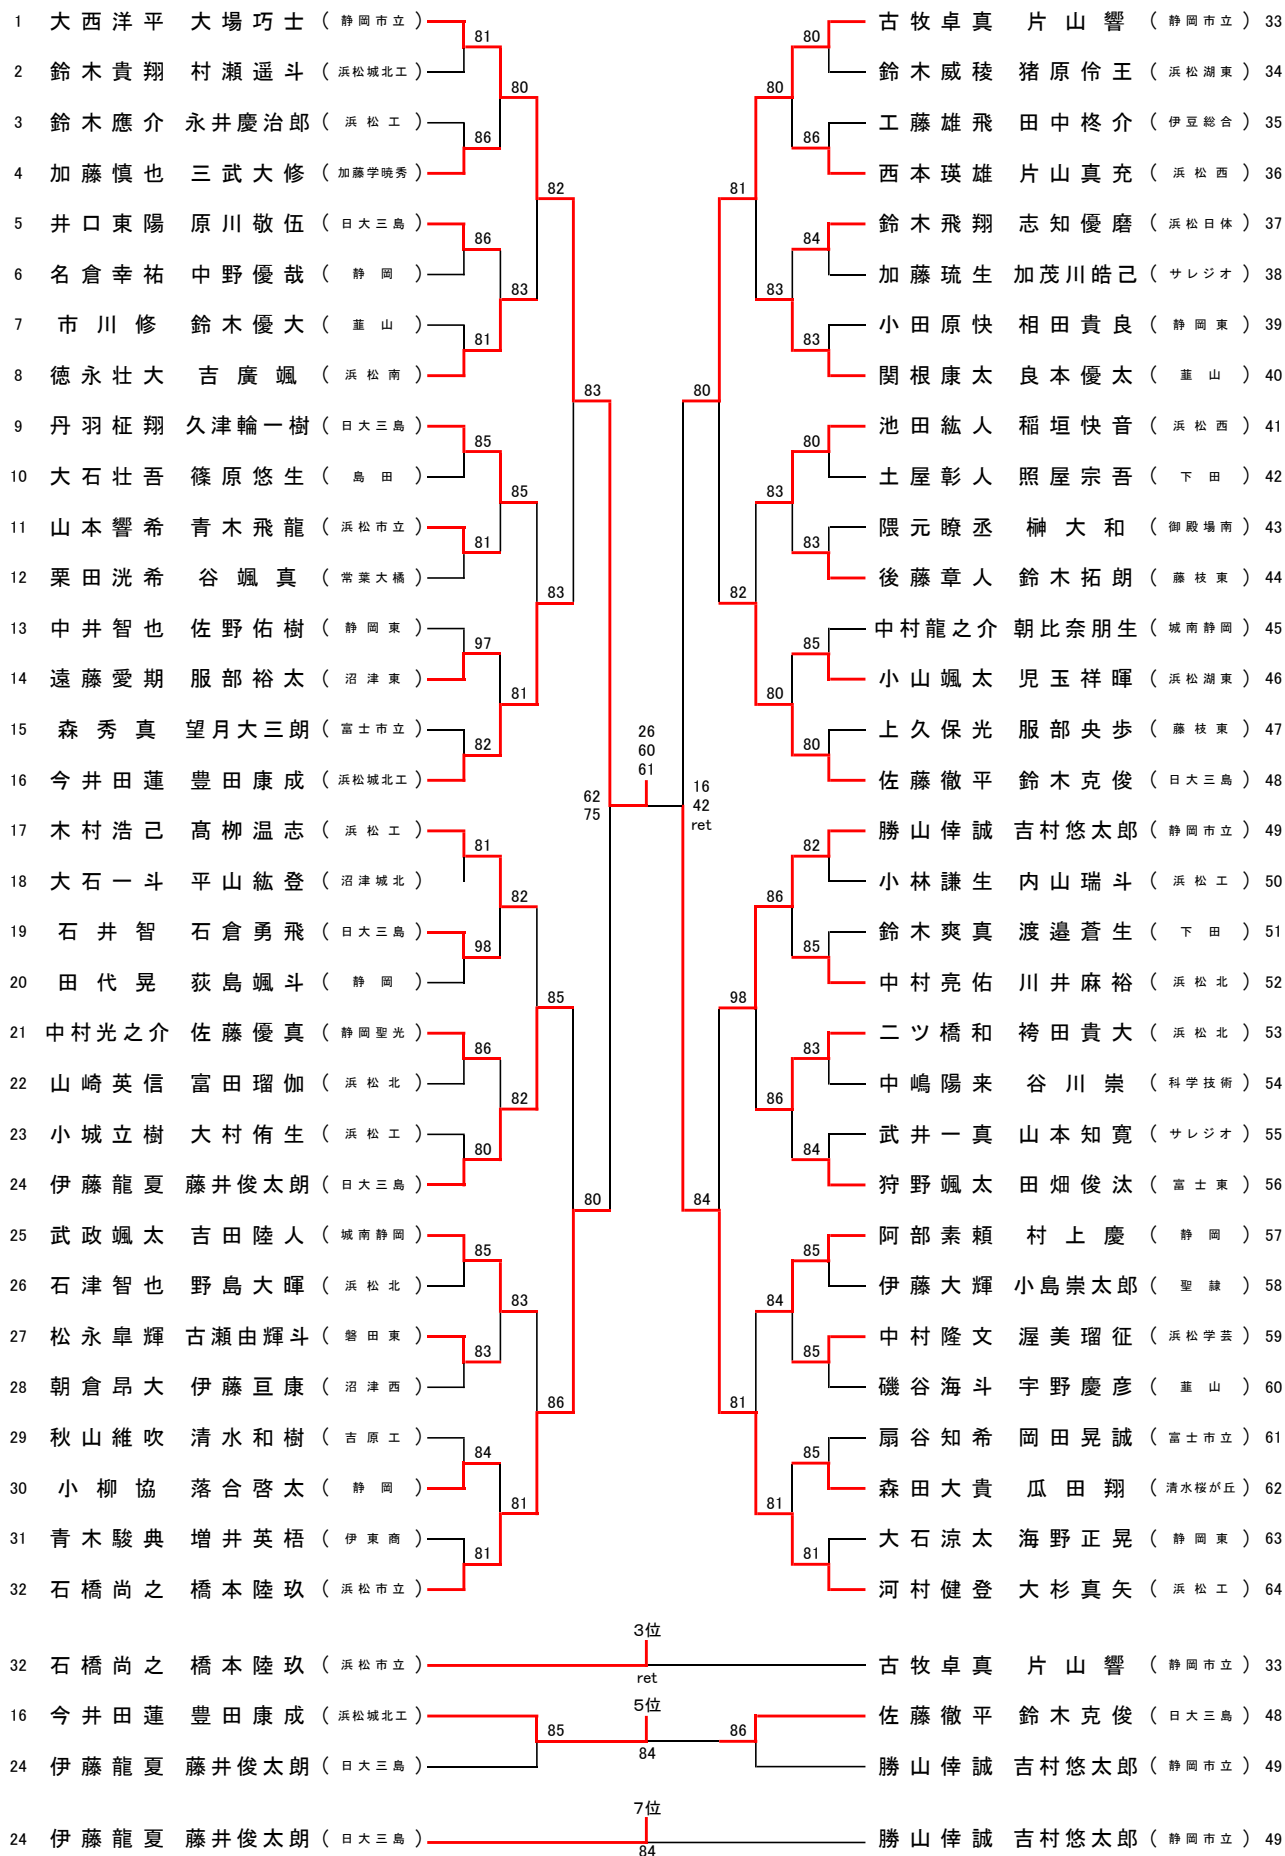 1 大西洋平 大場巧士 (静岡市立) 81 80 古牧卓真 片山響 (静岡市立) 33
2 鈴木貴翔 村瀬遥斗 (浜松城北工) 80 80 鈴木威稜 猪原伶王 (浜松湖東) 34
3 鈴木應介 永井慶治郎 (浜松工) 86 86 工藤雄飛 田中柊介 (伊豆総合) 35
4 加藤慎也 三武大修 (加藤学暁秀) 82 81 西本瑛雄 片山真充 (浜松西) 36
5 井口東陽 原川敬伍 (日大三島) 86 84 鈴木飛翔 志知優磨 (浜松日体) 37
6 名倉幸祐 中野優哉 (静岡) 83 83 加藤琉生 加茂川皓己 (サレジオ) 38
7 市川修 鈴木優大 (韮山) 81 83 小田原快 相田貴良 (静岡東) 39
8 徳永壮大 吉廣颯 (浜松南) 83 80 関根康太 良本優太 (韮山) 40
9 丹羽柾翔 久津輪一樹 (日大三島) 85 80 池田紘人 稲垣快音 (浜松西) 41
10 大石壮吾 篠原悠生 (島田) 85 83 土屋彰人 照屋宗吾 (下田) 42
11 山本響希 青木飛龍 (浜松市立) 81 83 隈元暸丞 榊大和 (御殿場南) 43
12 栗田洸希 谷颯真 (常葉大橘) 83 82 後藤章人 鈴木拓朗 (藤枝東) 44
13 中井智也 佐野佑樹 (静岡東) 97 85 中村龍之介 朝比奈朋生 (城南静岡) 45
14 遠藤愛期 服部裕太 (沼津東) 81 80 小山颯太 児玉祥暉 (浜松湖東) 46
15 森秀真 望月大三朗 (富士市立) 82 26 80 上久保光 服部央歩 (藤枝東) 47
60
61
16 今井田蓮 豊田康成 (浜松城北工) 62 16 佐藤徹平 鈴木克俊 (日大三島) 48
75 42
ret
17 木村浩己 髙栁温志 (浜松工) 81 82 勝山倖誠 吉村悠太郎 (静岡市立) 49
18 大石一斗 平山紘登 (沼津城北) 82 86 小林謙生 内山瑞斗 (浜松工) 50
19 石井智 石倉勇飛 (日大三島) 98 85 鈴木爽真 渡邉蒼生 (下田) 51
20 田代晃 荻島颯斗 (静岡) 85 98 中村亮佑 川井麻裕 (浜松北) 52
21 中村光之介 佐藤優真 (静岡聖光) 86 83 二ツ橋和 袴田貴大 (浜松北) 53
22 山崎英信 富田瑠伽 (浜松北) 82 86 中嶋陽来 谷川崇 (科学技術) 54
23 小城立樹 大村侑生 (浜松工) 80 84 武井一真 山本知寛 (サレジオ) 55
24 伊藤龍夏 藤井俊太朗 (日大三島) 80 84 狩野颯太 田畑俊汰 (富士東) 56
25 武政颯太 吉田陸人 (城南静岡) 85 85 阿部素頼 村上慶 (静岡) 57
26 石津智也 野島大暉 (浜松北) 83 84 伊藤大輝 小島崇太郎 (聖隷) 58
27 松永皐輝 古瀬由輝斗 (磐田東) 83 85 中村隆文 渥美瑠征 (浜松学芸) 59
28 朝倉昂大 伊藤亘康 (沼津西) 86 81 磯谷海斗 宇野慶彦 (韮山) 60
29 秋山維吹 清水和樹 (吉原工) 84 85 扇谷知希 岡田晃誠 (富士市立) 61
30 小柳協 落合啓太 (静岡) 81 81 森田大貴 瓜田翔 (清水桜が丘) 62
31 青木駿典 増井英梧 (伊東商) 81 81 大石涼太 海野正晃 (静岡東) 63
32 石橋尚之 橋本陸玖 (浜松市立) 河村健登 大杉真矢 (浜松工) 64
3位
32 石橋尚之 橋本陸玖 (浜松市立) ret 古牧卓真 片山響 (静岡市立) 33
5位
16 今井田蓮 豊田康成 (浜松城北工) 85 84 86 佐藤徹平 鈴木克俊 (日大三島) 48
24 伊藤龍夏 藤井俊太朗 (日大三島) 勝山倖誠 吉村悠太郎 (静岡市立) 49
7位
24 伊藤龍夏 藤井俊太朗 (日大三島) 84 勝山倖誠 吉村悠太郎 (静岡市立) 49